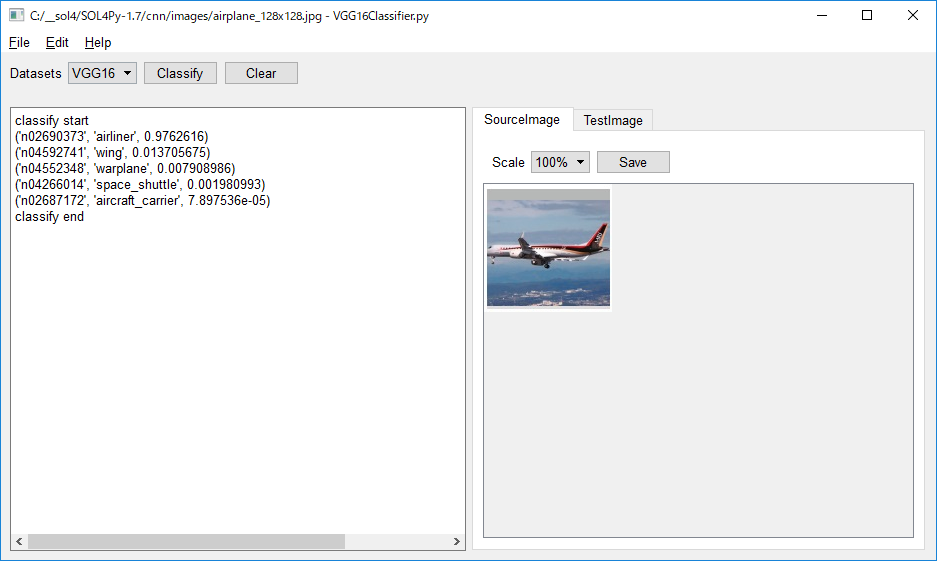 C:/__sol4/SOL4Py-1.7/cnn/images/airplane_128x128.jpg - VGG16Classifier.py
File Edit Help
Datasets VGG16 Classify Clear
classify start
('n02690373', 'airliner', 0.9762616)
('n04592741', 'wing', 0.013705675)
('n04552348', 'warplane', 0.007908986)
('n04266014', 'space_shuttle', 0.001980993)
('n02687172', 'aircraft_carrier', 7.897536e-05)
classify end
SourceImage TestImage
Scale 100% Save